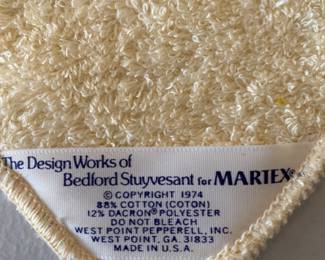 The Design Works of
Bedford Stuyvesant for MARTEX®
© COPYRIGHT 1974
88% COTTON (COTON)
12% DACRON® POLYESTER
DO NOT BLEACH
WEST POINT PEPPERELL, INC.
WEST POINT, GA. 31833
MADE IN U.S.A.